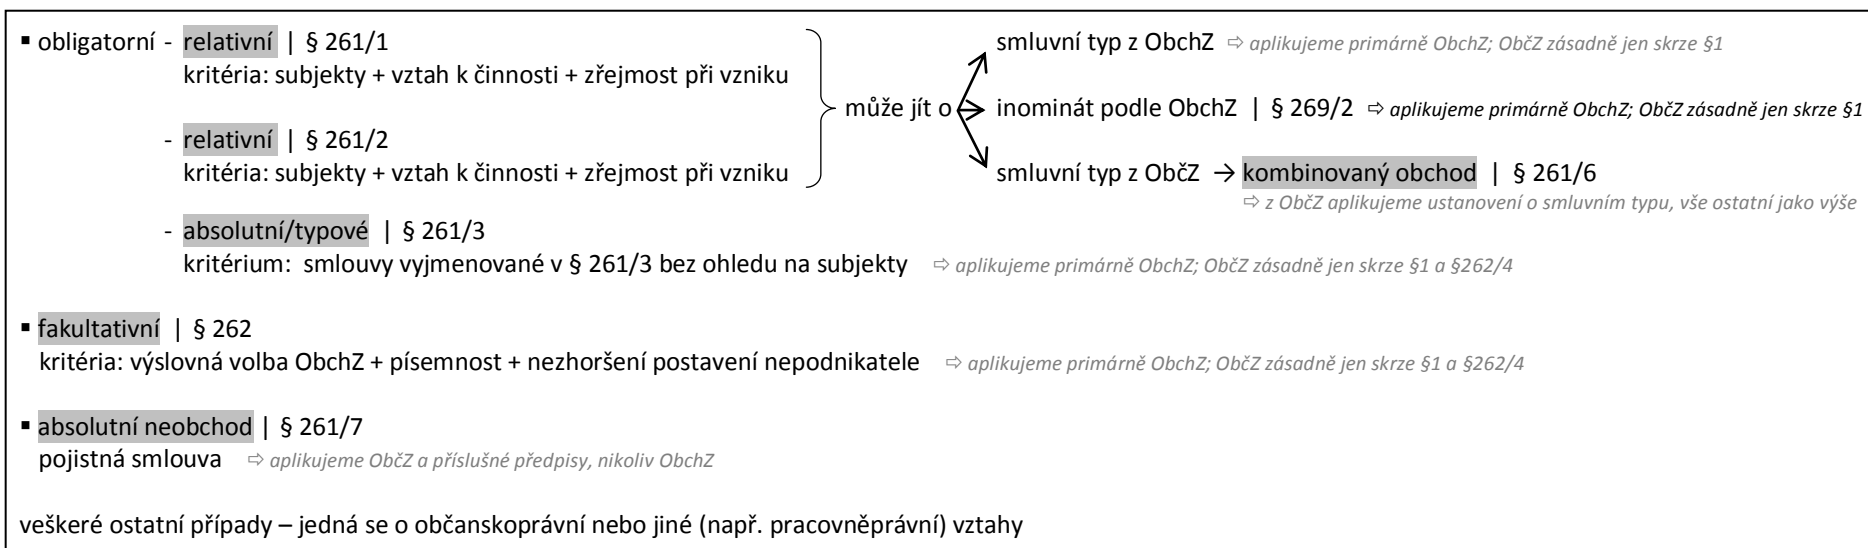 ▪ obligatorní - relativní | § 261/1
kritéria: subjekty + vztah k činnosti + zřejmost při vzniku
- relativní | § 261/2
kritéria: subjekty + vztah k činnosti + zřejmost při vzniku
může jít o
smluvní typ z ObchZ ⇨ aplikujeme primárně ObchZ; ObčZ zásadně jen skrze §1
inominát podle ObchZ | § 269/2 ⇨ aplikujeme primárně ObchZ; ObčZ zásadně jen skrze §1
smluvní typ z ObčZ → kombinovaný obchod | § 261/6
⇨ z ObčZ aplikujeme ustanovení o smluvním typu, vše ostatní jako výše
- absolutní/typové | § 261/3
kritérium: smlouvy vyjmenované v § 261/3 bez ohledu na subjekty ⇨ aplikujeme primárně ObchZ; ObčZ zásadně jen skrze §1 a §262/4
▪ fakultativní | § 262
kritéria: výslovná volba ObchZ + písemnost + nezhoršení postavení nepodnikatele ⇨ aplikujeme primárně ObchZ; ObčZ zásadně jen skrze §1 a §262/4
▪ absolutní neobchod | § 261/7
pojistná smlouva ⇨ aplikujeme ObčZ a příslušné předpisy, nikoliv ObchZ
veškeré ostatní případy – jedná se o občanskoprávní nebo jiné (např. pracovněprávní) vztahy